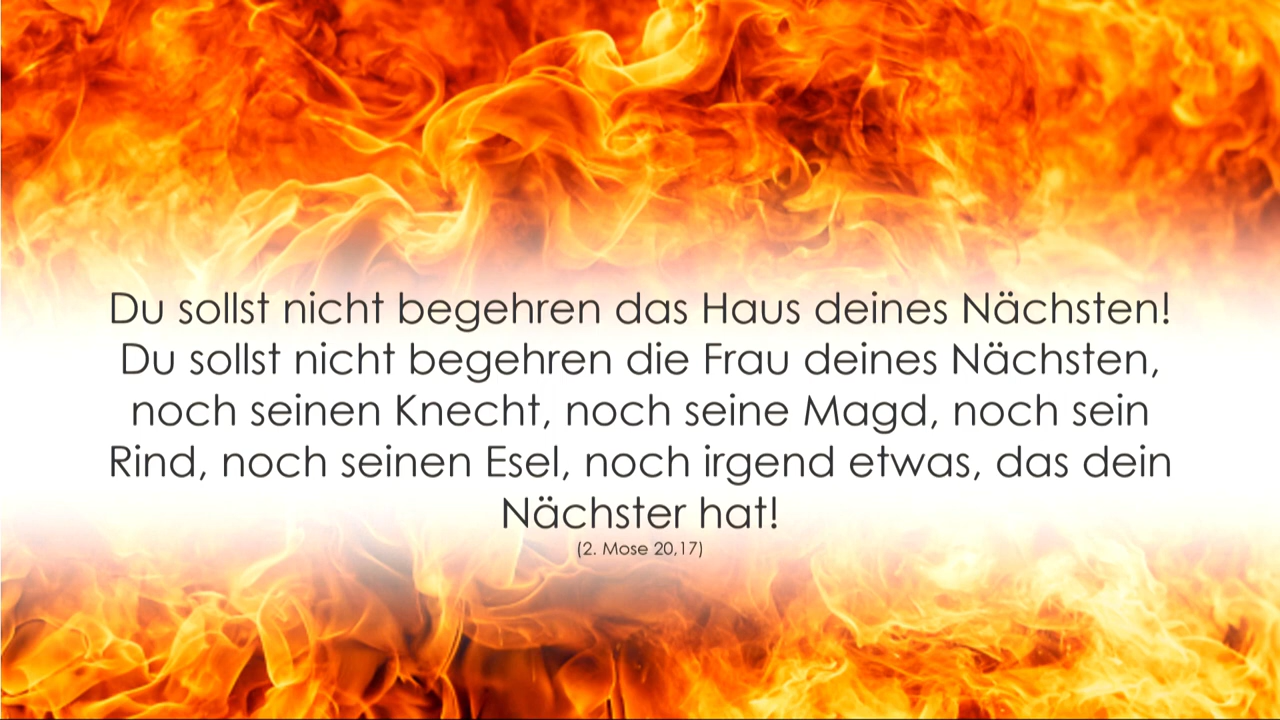 Du sollst nicht begehren das Haus deines Nächsten!
Du sollst nicht begehren die Frau deines Nächsten,
noch seinen Knecht, noch seine Magd, noch sein
Rind, noch seinen Esel, noch irgend etwas, das dein
Nächster hat!
(2. Mose 20,17)